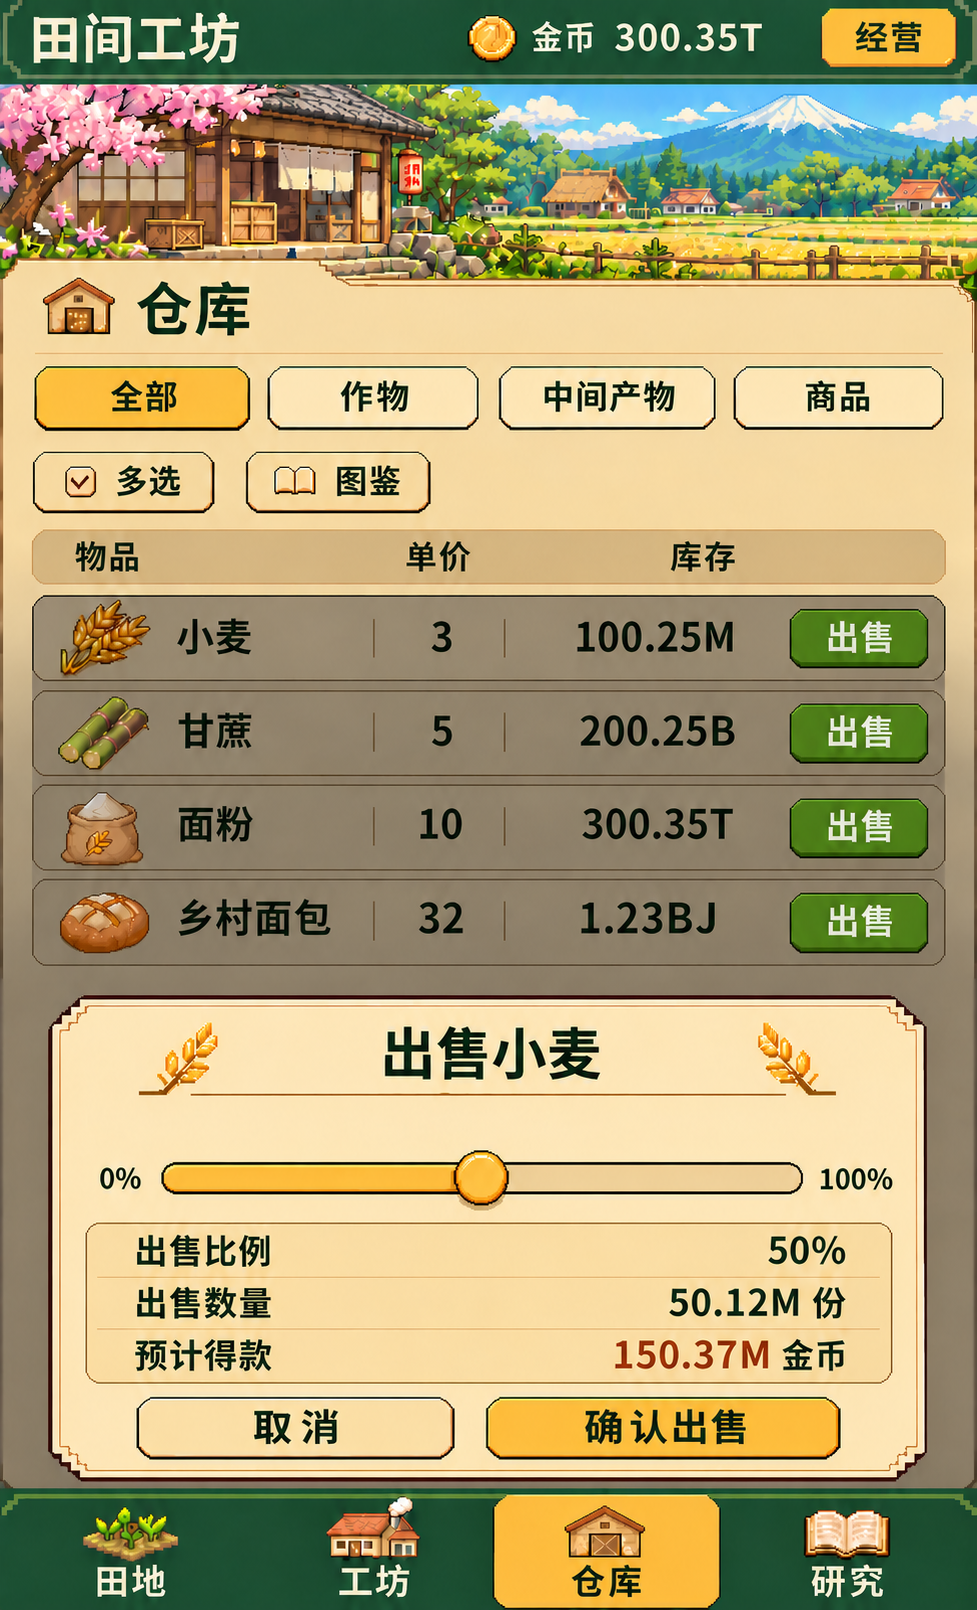 田间工坊
金币 300.35T
经营
仓库
全部 作物 中间产物 商品
多选 图鉴
物品 单价 库存
小麦 3 100.25M 出售
甘蔗 5 200.25B 出售
面粉 10 300.35T 出售
乡村面包 32 1.23BJ 出售
出售小麦
0% 100%
出售比例 50%
出售数量 50.12M 份
预计得款 150.37M 金币
取消 确认出售
田地 工坊 仓库 研究